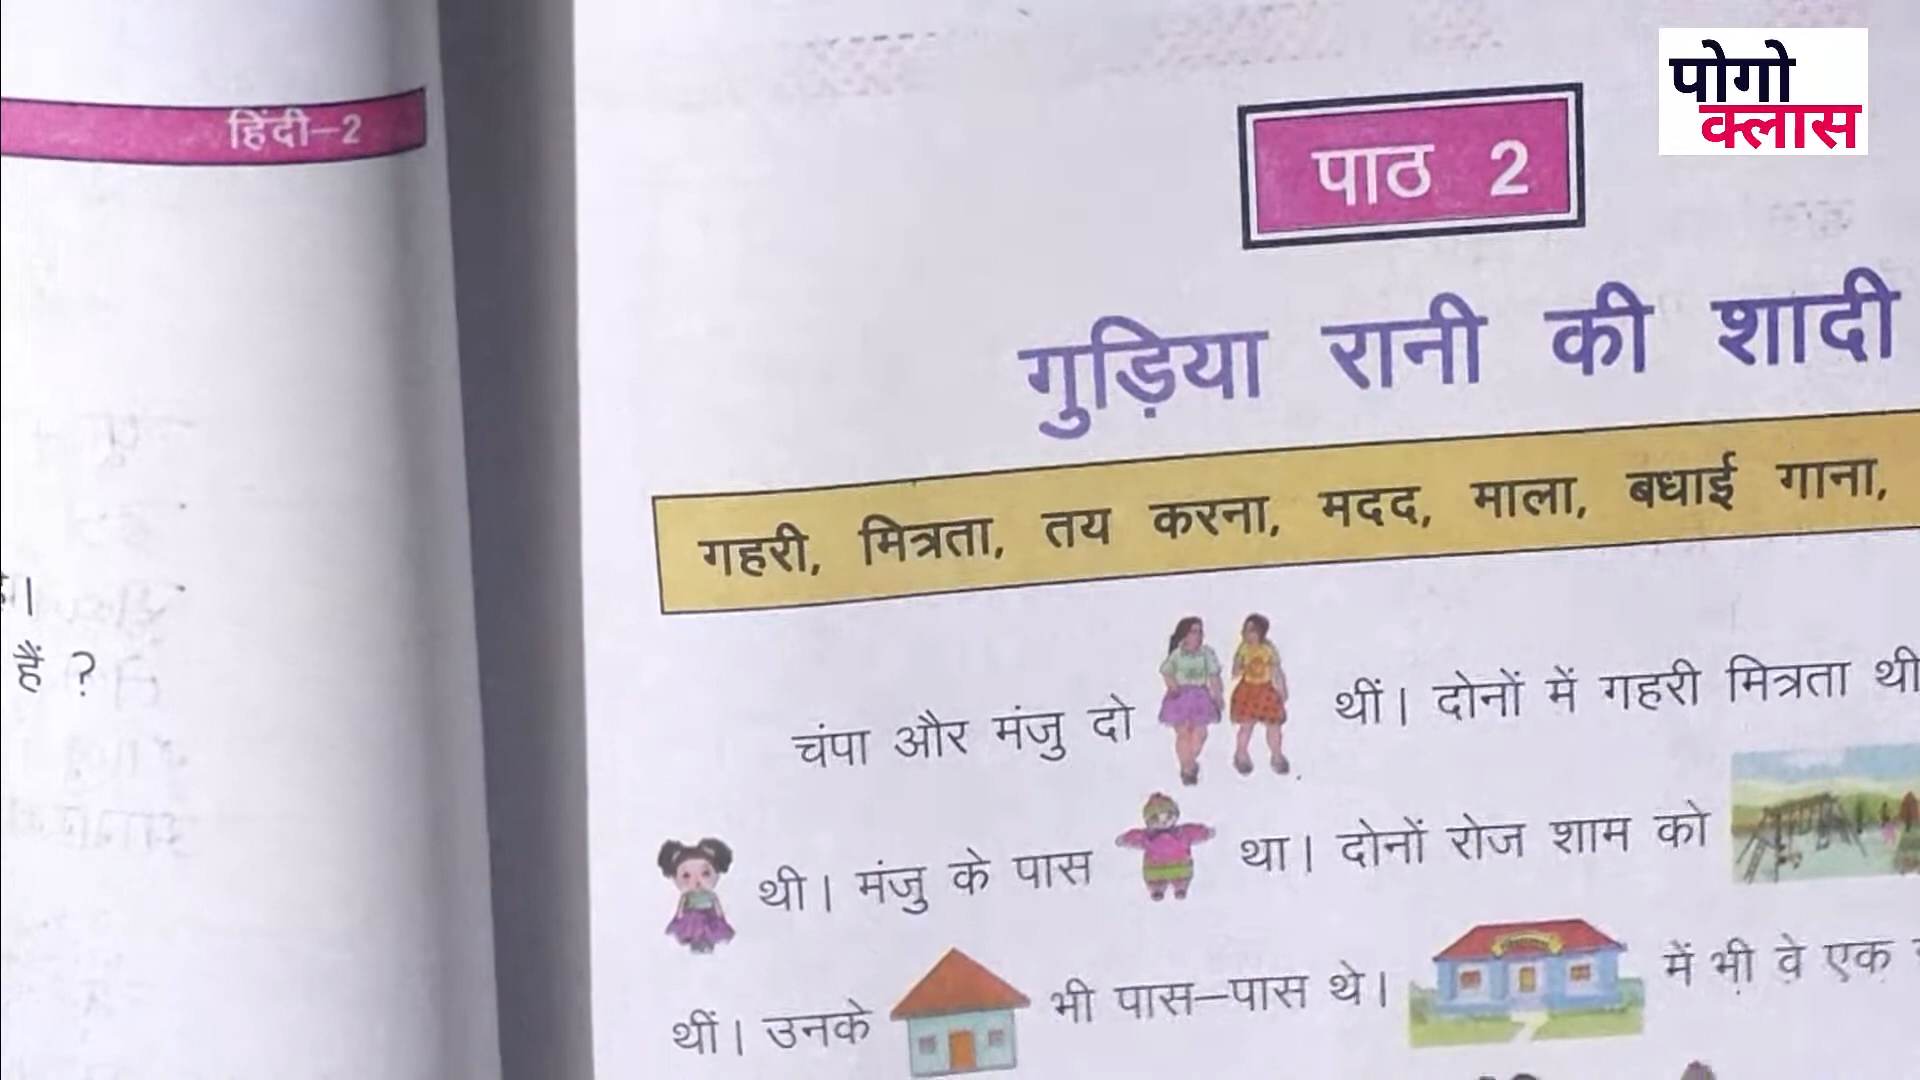 पोगो
क्लास
हिंदी–2
हैं ?
पाठ 2
गुड़िया रानी की शादी
गहरी, मित्रता, तय करना, मदद, माला, बधाई गाना,
चंपा और मंजु दो थीं। दोनों में गहरी मित्रता थी
थी। मंजु के पास था। दोनों रोज शाम को
थीं। उनके भी पास–पास थे। में भी वे एक